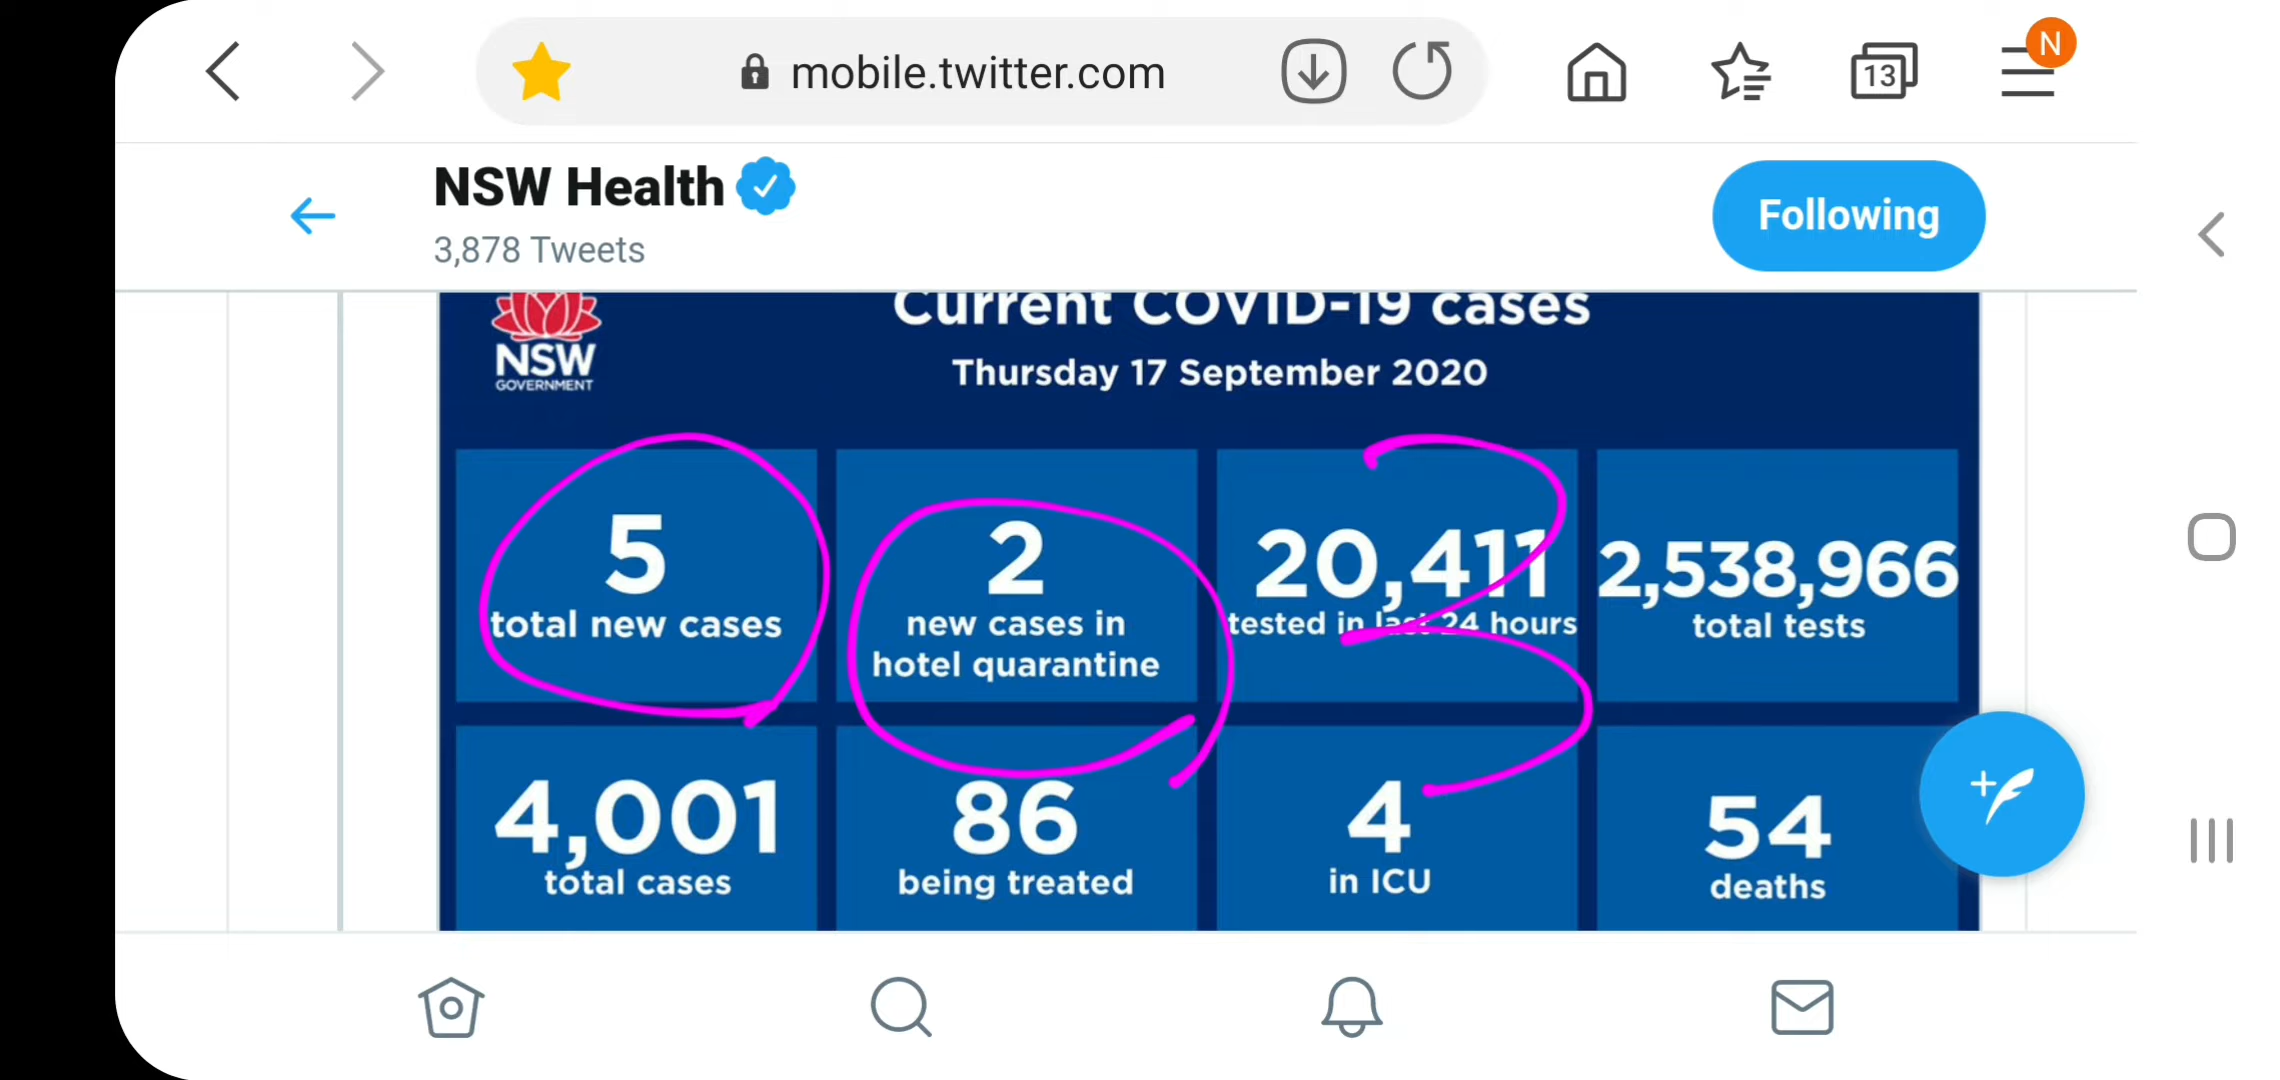 mobile.twitter.com
13
N
NSW Health
3,878 Tweets
Following
Current COVID-19 cases
Thursday 17 September 2020
NSW
GOVERNMENT
5
total new cases
2
new cases in
hotel quarantine
20,411
tested in last 24 hours
2,538,966
total tests
3
4,001
total cases
86
being treated
4
in ICU
54
deaths